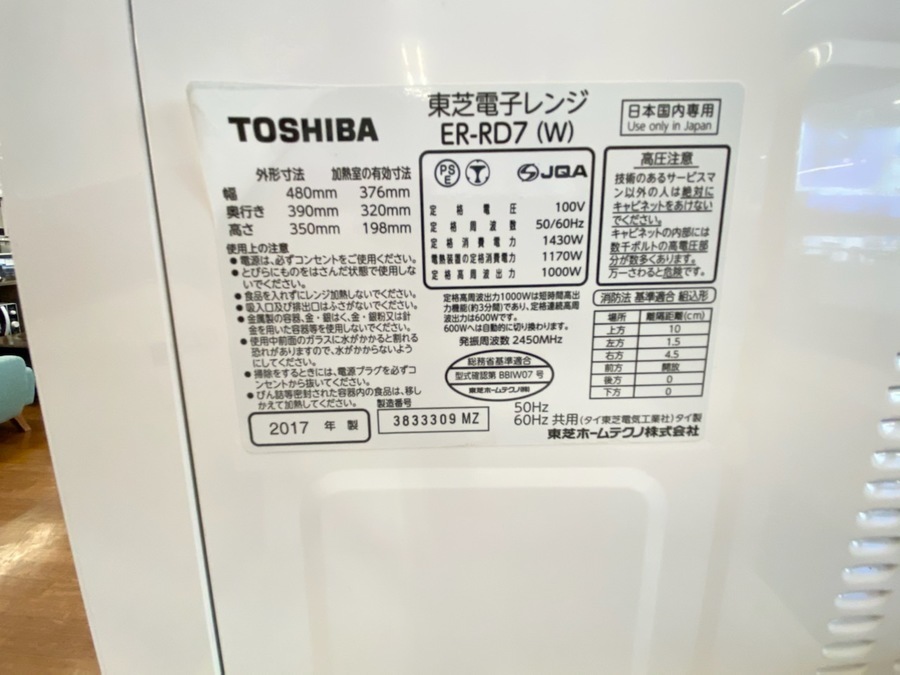 TOSHIBA
東芝電子レンジ
ER-RD7 (W)
日本国内専用
Use only in Japan
外形寸法 加熱室の有効寸法
幅 480mm 376mm
奥行き 390mm 320mm
高さ 350mm 198mm
使用上の注意
●電源は、必ずコンセントをご使用ください。
●とびらにものをはさんだ状態で使用しな
いでください。
●食品を入れずにレンジ加熱しないでください。
●吸入口及び排出口はふさがないでください。
●金属製の容器、金・銀はく、金・銀粉又は針
金を用いた容器等を使用しないでください。
●使用中前面のガラスに水がかかると割れる
恐れがありますので、水がかからないよう
にしてください。
●掃除をするときには、電源プラグを必ずコ
ンセントから抜いてください。
●びん詰等密封された容器内の食品は、移し
かえて加熱してください。
2017 年 製
製造番号
3833309 MZ
PS
E
JQA
定格電圧 100V
定格周波数 50/60Hz
定格消費電力 1430W
電熱装置の定格消費電力 1170W
定格高周波出力 1000W
定格高周波出力1000Wは短時間高出
力機能(約3分間)であり、定格連続高周
波出力は600Wです。
600Wへは自動的に切り換わります。
発振周波数 2450MHz
総務省基準適合
型式確認第 BBIW07 号
東芝ホームテクノ㈱
50Hz
60Hz 共用 (タイ東芝電気工業社) タイ製
東芝ホームテクノ株式会社
高圧注意
技術のあるサービスマ
ン以外の人は絶対に
キャビネットをあけない
でください。
キャビネットの内部には
数千ボルトの高電圧部
分が数多くあります。
万一さわると危険です。
消防法 基準適合 組込形
場所 離隔距離(cm)
上方 10
左方 1.5
右方 4.5
前方 開放
後方 0
下方 0